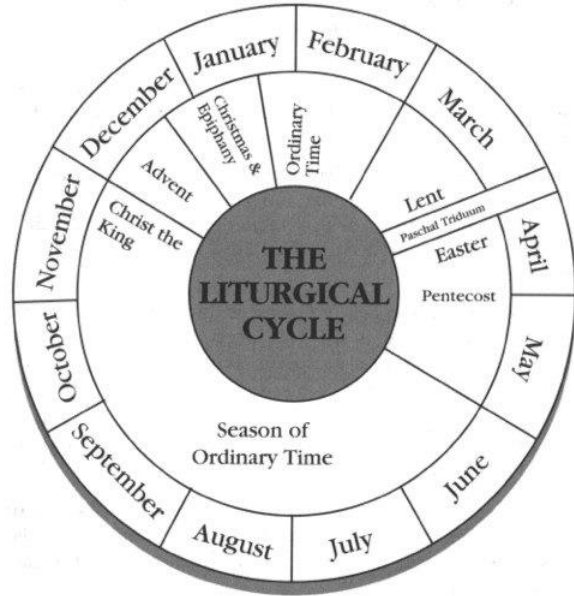 January
February
March
April
May
June
July
August
September
October
November
December
Christmas &
Epiphany
Ordinary
Time
Lent
Paschal Triduum
Easter
Pentecost
Season of
Ordinary Time
Christ the
King
Advent
THE
LITURGICAL
CYCLE